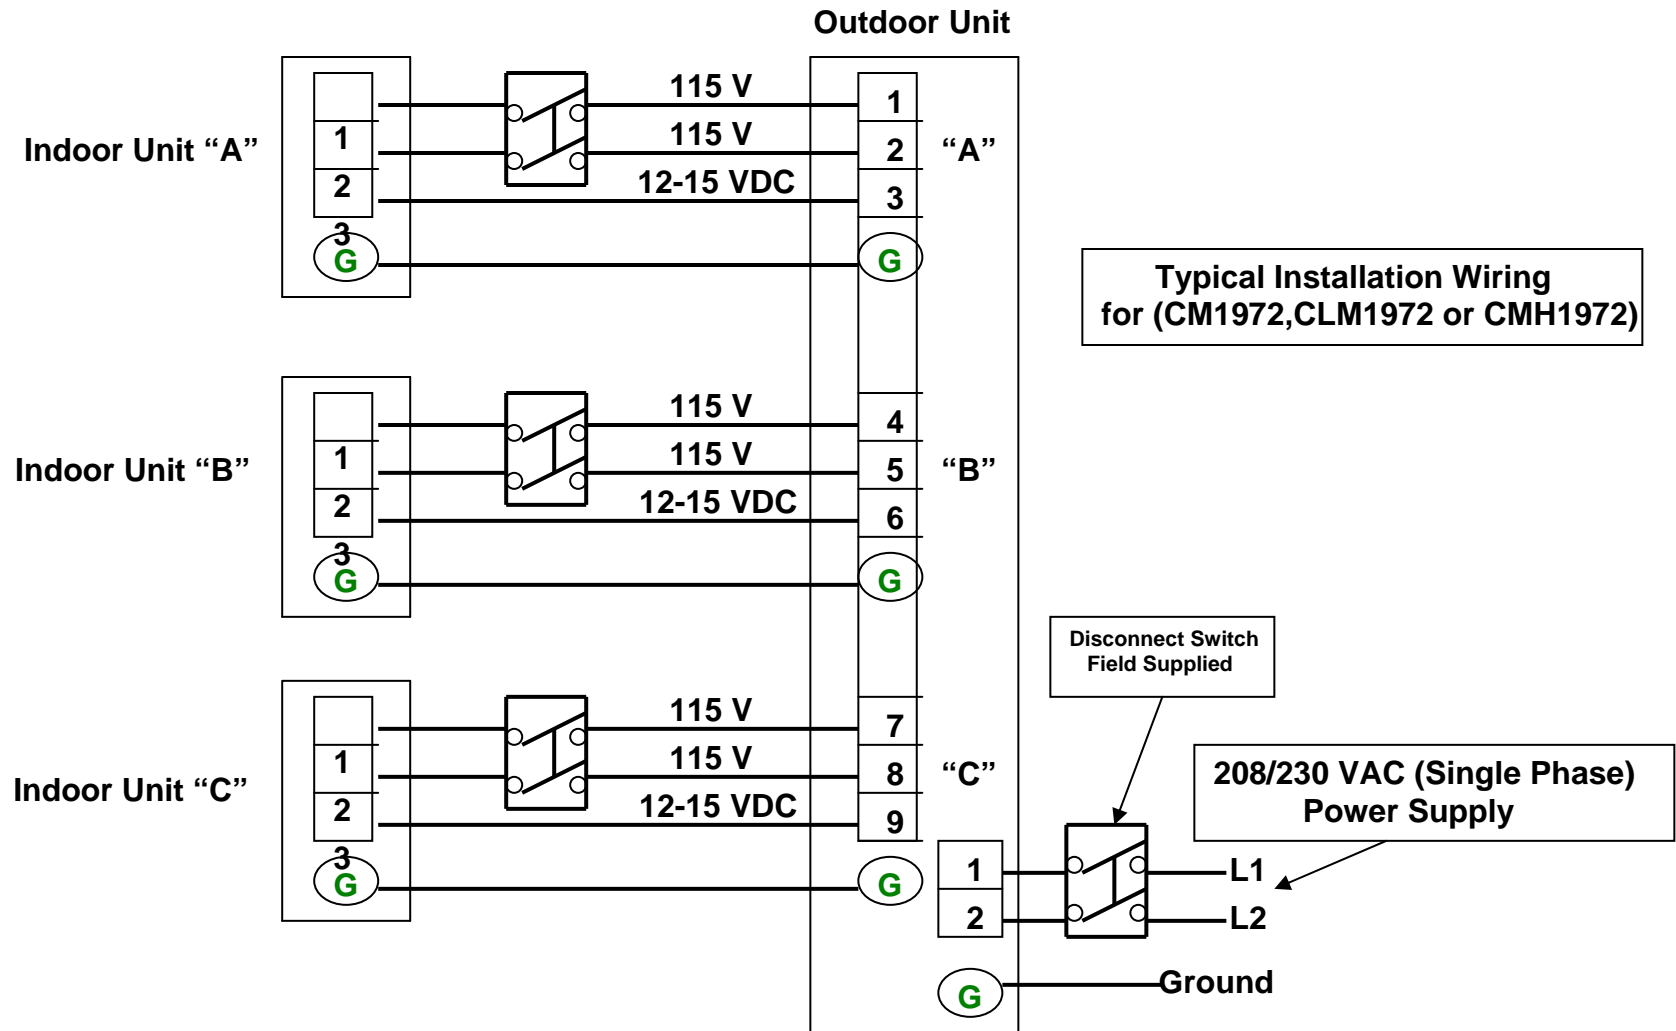 Outdoor Unit
Indoor Unit “A”
1
2
3
G
115 V
115 V
12-15 VDC
1
2
3
G
“A”
Typical Installation Wiring
for (CM1972,CLM1972 or CMH1972)
Indoor Unit “B”
1
2
3
G
115 V
115 V
12-15 VDC
4
5
6
G
“B”
Indoor Unit “C”
1
2
3
G
115 V
115 V
12-15 VDC
7
8
9
G
“C”
Disconnect Switch
Field Supplied
208/230 VAC (Single Phase)
Power Supply
1
2
L1
L2
G
Ground